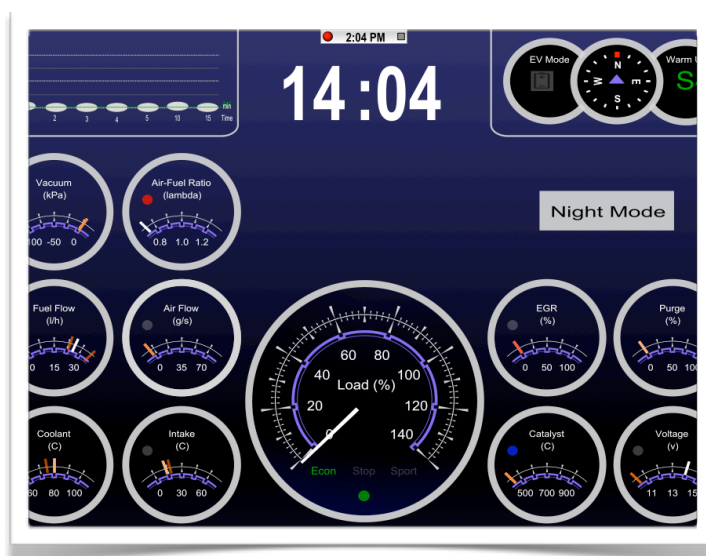 2:04 PM
14:04
min
2 3 4 5 10 15 Time
EV Mode
N
W E
S
Warm U
S
Vacuum
(kPa)
100 -50 0
Air-Fuel Ratio
(lambda)
0.8 1.0 1.2
Night Mode
Fuel Flow
(l/h)
0 15 30
Air Flow
(g/s)
0 35 70
60 80
40 100
Load (%)
20 120
0 140
Econ Stop Sport
EGR
(%)
0 50 100
Purge
(%)
0 50 100
Coolant
(C)
60 80 100
Intake
(C)
0 30 60
Catalyst
(C)
500 700 900
Voltage
(v)
11 13 15